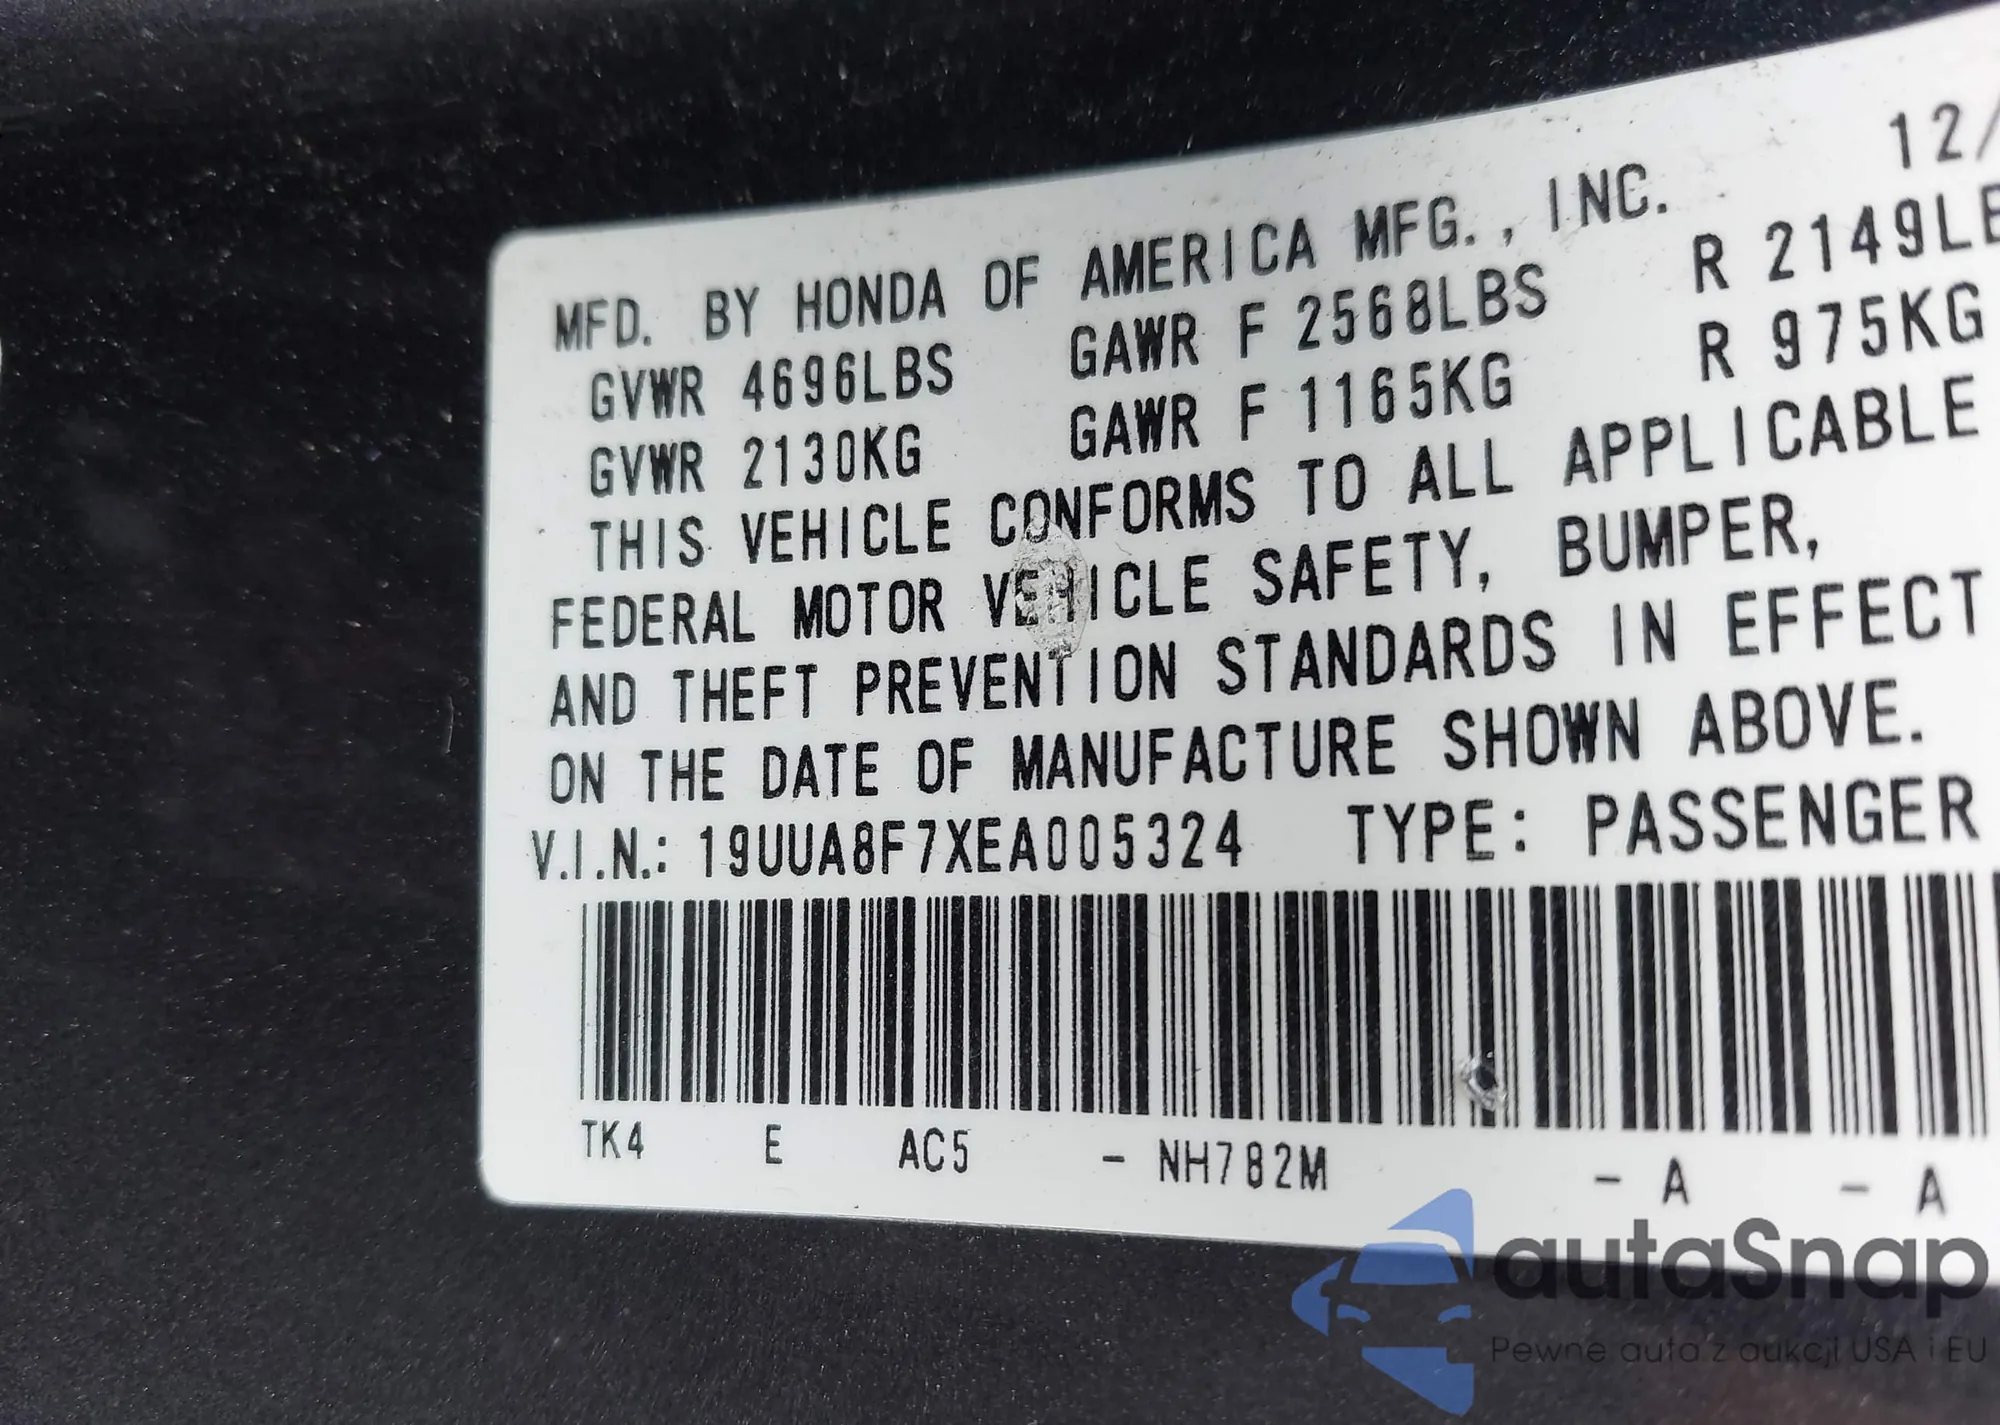 12/
MFD. BY HONDA OF AMERICA MFG., INC.
GVWR 4696LBS GAWR F 2568LBS R 2149LB
GVWR 2130KG GAWR F 1165KG R 975KG
THIS VEHICLE CONFORMS TO ALL APPLICABLE
FEDERAL MOTOR VEHICLE SAFETY, BUMPER,
AND THEFT PREVENTION STANDARDS IN EFFECT
ON THE DATE OF MANUFACTURE SHOWN ABOVE.
V.I.N.: 19UUA8F7XEA005324 TYPE: PASSENGER
TK4 E AC5 - NH782M - A - A
autaSnap
Pewne auta z aukcji USA i EU